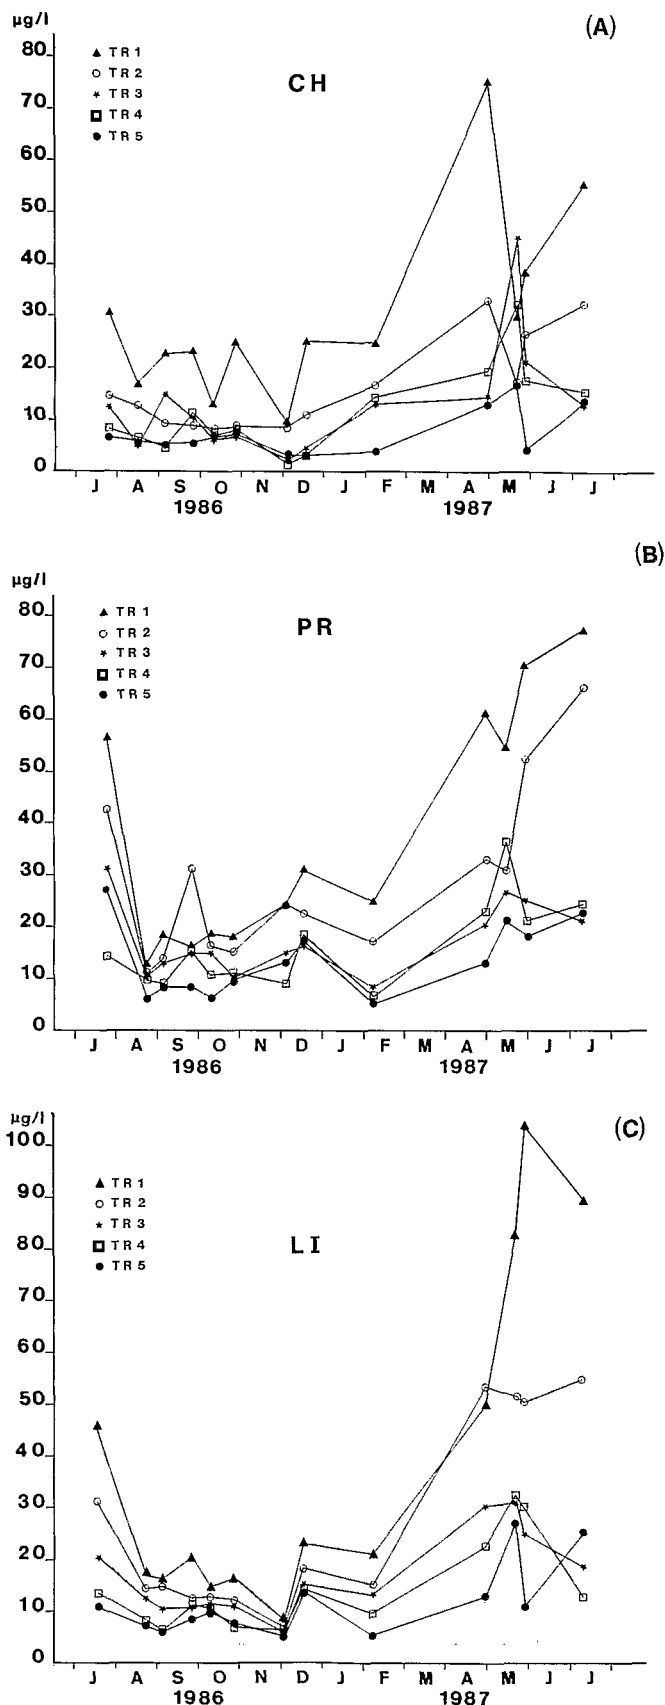 µg/l
(A)
80
TR 1
TR 2
CH
TR 3
70
TR 4
TR 5
60
50
40
30
20
10
0
J A S O N D J F M A M J J
1986 1987
(B)
µg/l
80
TR 1
TR 2
PR
TR 3
70
TR 4
TR 5
60
50
40
30
20
10
0
J A S O N D J F M A M J J
1986 1987
µg/l
(C)
100
TR 1
90
TR 2
TR 3
LI
TR 4
80
TR 5
70
60
50
40
30
20
10
0
J A S O N D J F M A M J J
1986 1987